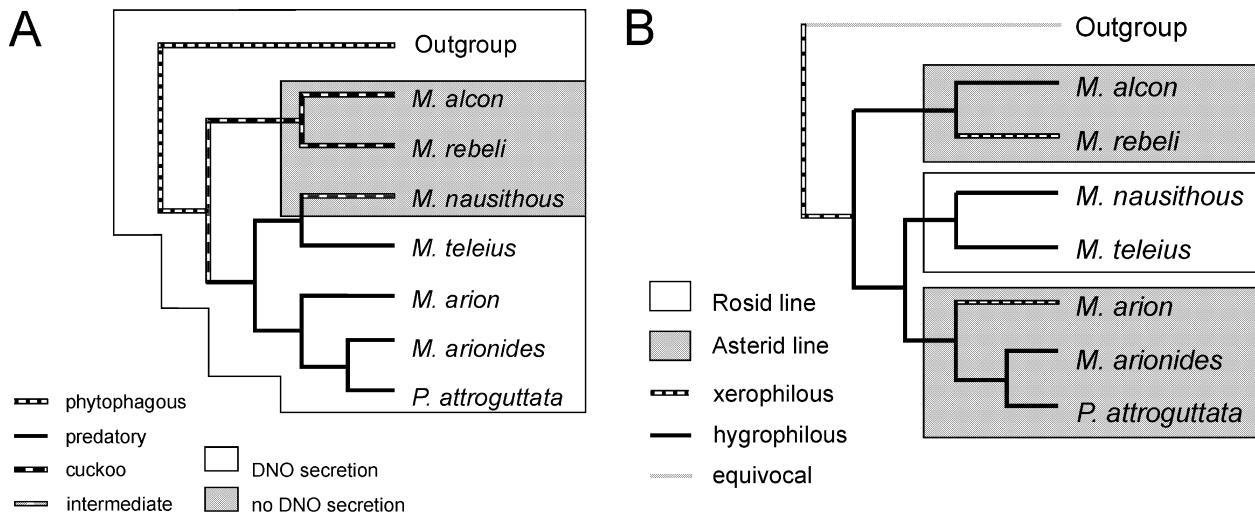 A
Outgroup
M. alcon
M. rebeli
M. nausithous
M. teleius
M. arion
M. arionides
P. attroguttata
phytophagous
predatory
cuckoo
intermediate
DNO secretion
no DNO secretion
B
Outgroup
M. alcon
M. rebeli
M. nausithous
M. teleius
M. arion
M. arionides
P. attroguttata
Rosid line
Asterid line
xerophilous
hygrophilous
equivocal